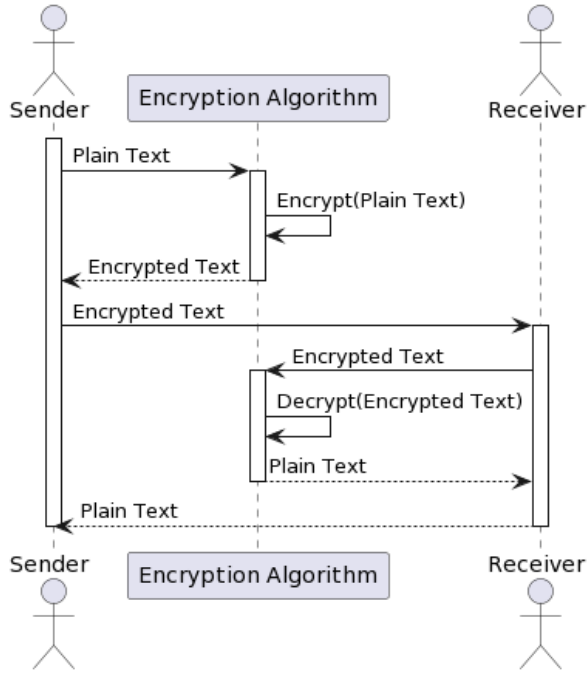 Sender
Encryption Algorithm
Receiver
Plain Text
Encrypt(Plain Text)
Encrypted Text
Encrypted Text
Encrypted Text
Decrypt(Encrypted Text)
Plain Text
Plain Text
Sender
Encryption Algorithm
Receiver